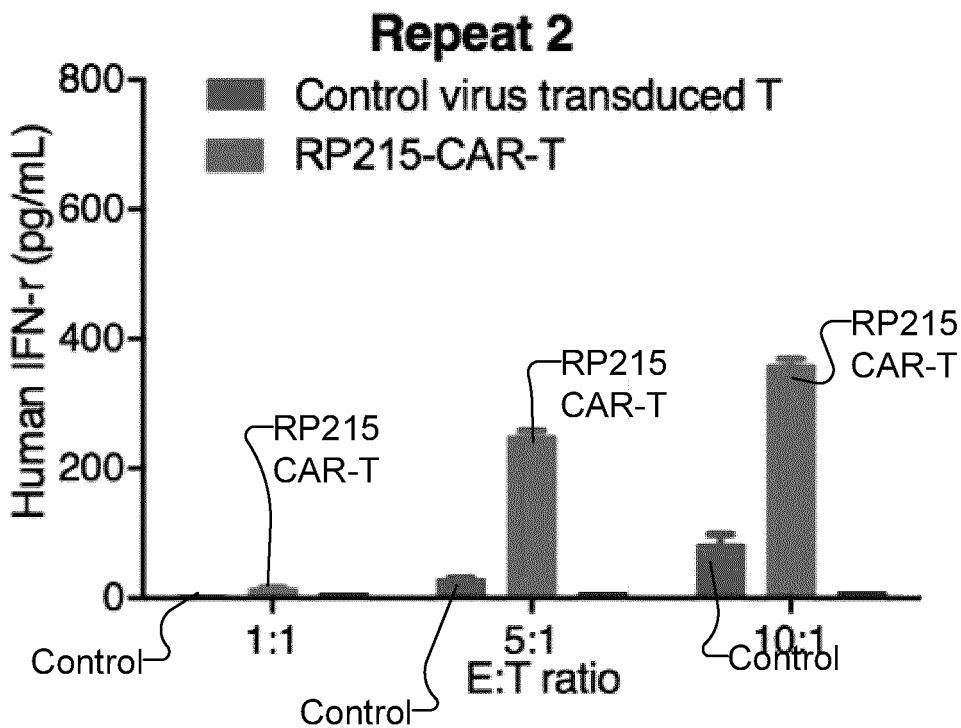 Repeat 2
Control virus transduced T
RP215-CAR-T
Human IFN-r (pg/mL)
800
600
400
200
0
RP215
CAR-T
RP215
CAR-T
RP215
CAR-T
Control
Control
Control
1:1
5:1
10:1
E:T ratio